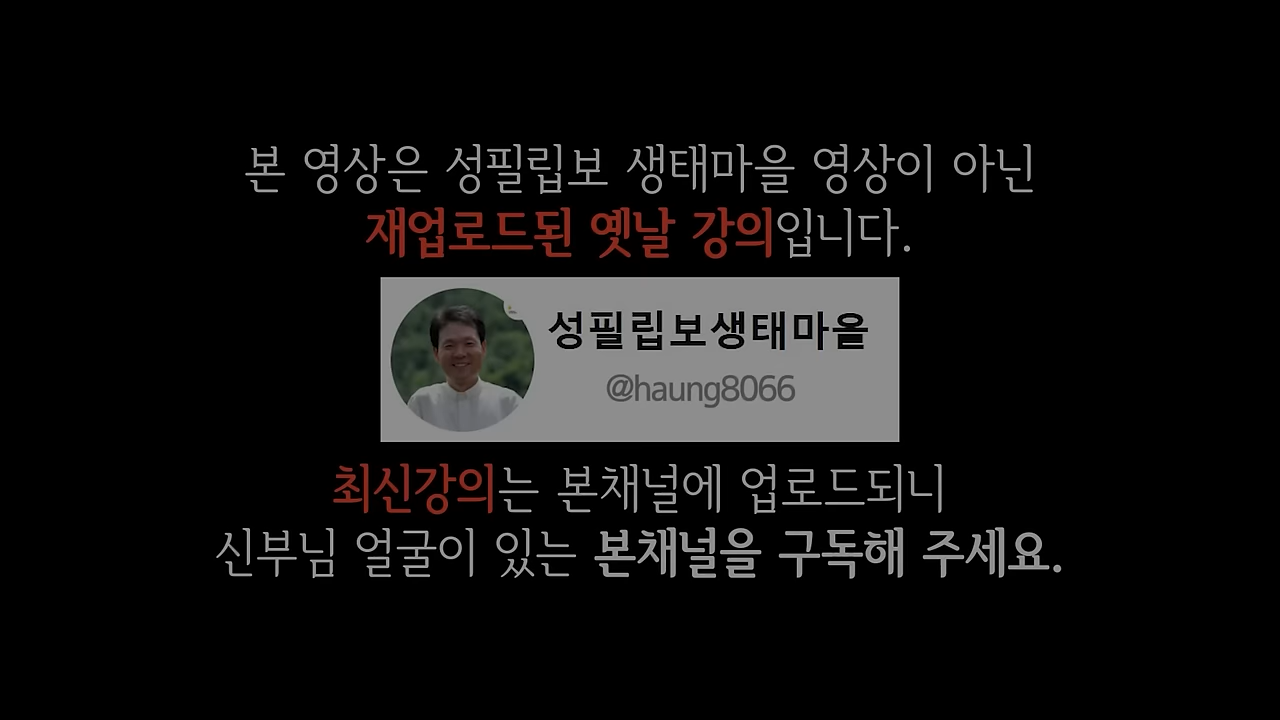 본 영상은 성필립보 생태마을 영상이 아닌
재업로드된 옛날 강의입니다.
성필립보생태마을
@haung8066
최신강의는 본채널에 업로드되니
신부님 얼굴이 있는 본채널을 구독해 주세요.